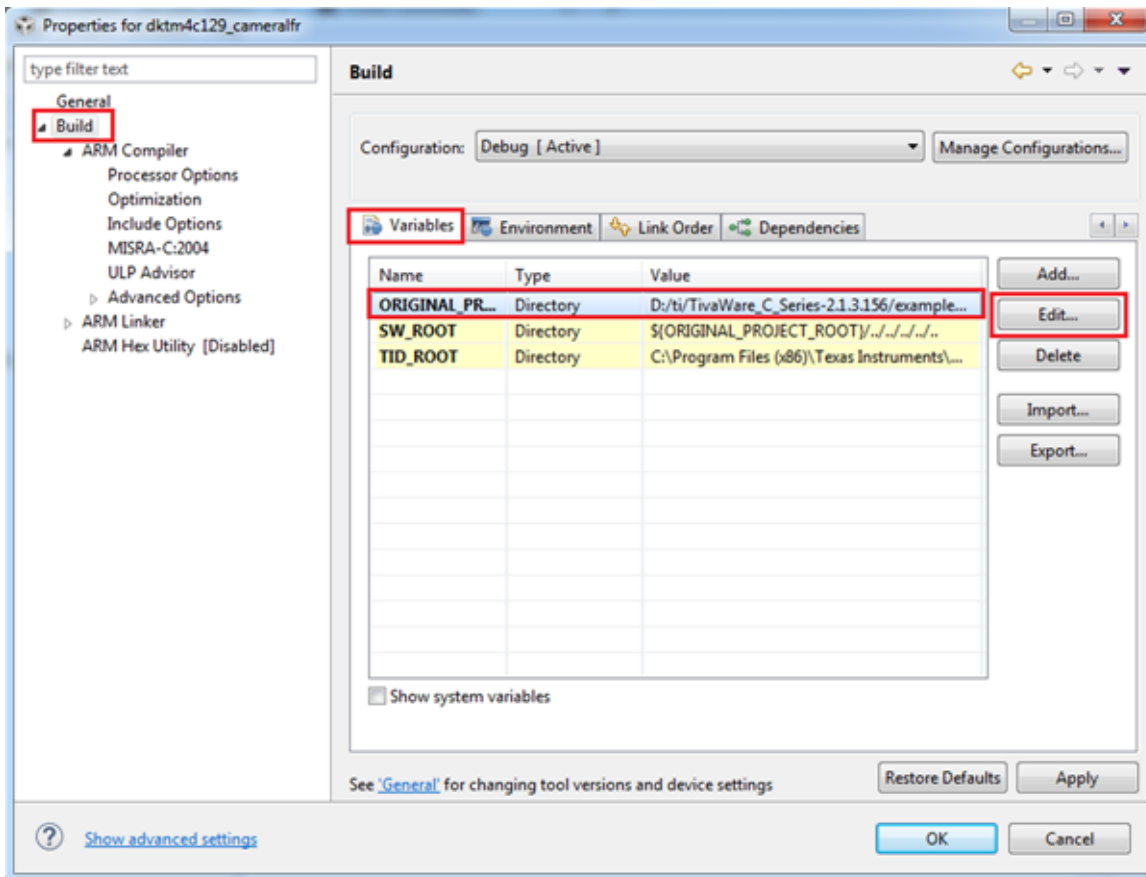 Properties for dktm4c129_cameralfr
type filter text
General
Build
ARM Compiler
Processor Options
Optimization
Include Options
MISRA-C:2004
ULP Advisor
Advanced Options
ARM Linker
ARM Hex Utility [Disabled]
Build
Configuration: Debug [ Active ] Manage Configurations...
Variables Environment Link Order Dependencies
Name Type Value
ORIGINAL_PR... Directory D:/ti/TivaWare_C_Series-2.1.3.156/example...
SW_ROOT Directory ${ORIGINAL_PROJECT_ROOT}/../../../../..
TID_ROOT Directory C:\Program Files (x86)\Texas Instruments\...
Add...
Edit...
Delete
Import...
Export...
Show system variables
See 'General' for changing tool versions and device settings
Restore Defaults Apply
Show advanced settings
OK Cancel